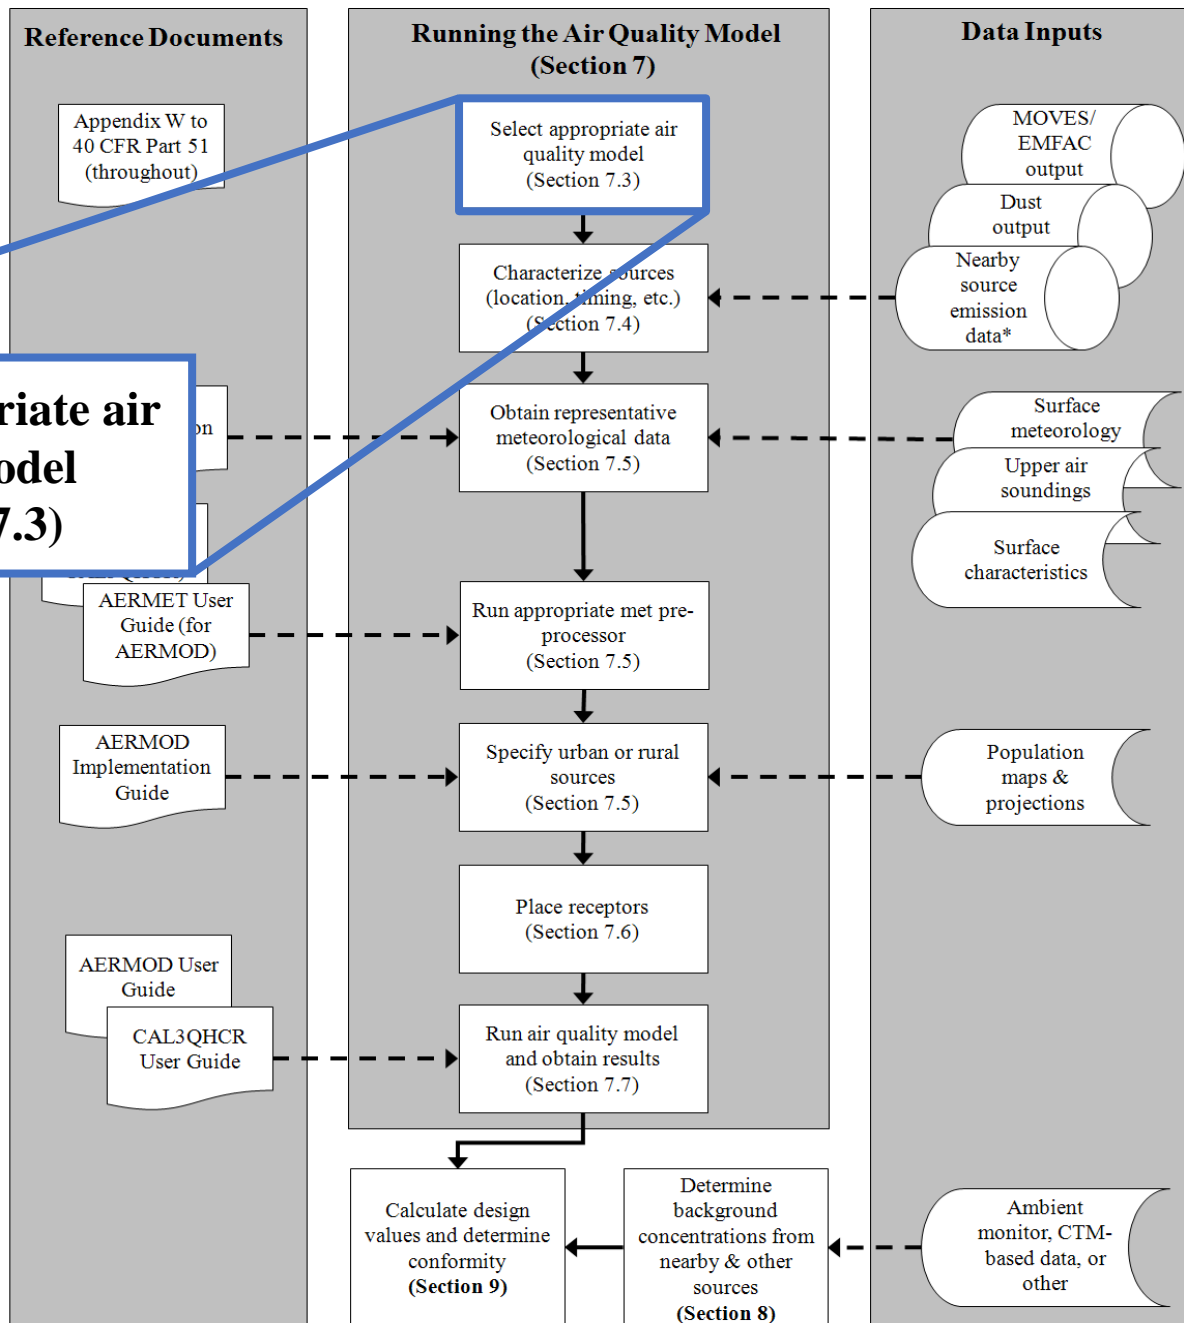 Reference Documents
Appendix W to
40 CFR Part 51
(throughout)
riate air
odel
7.3)
on
AERMET User
Guide (for
AERMOD)
AERMOD
Implementation
Guide
AERMOD User
Guide
CAL3QHCR
User Guide
Running the Air Quality Model
(Section 7)
Select appropriate air
quality model
(Section 7.3)
Characterize sources
(location, timing, etc.)
(Section 7.4)
Obtain representative
meteorological data
(Section 7.5)
Run appropriate met pre-
processor
(Section 7.5)
Specify urban or rural
sources
(Section 7.5)
Place receptors
(Section 7.6)
Run air quality model
and obtain results
(Section 7.7)
Calculate design
values and determine
conformity
(Section 9)
Determine
background
concentrations from
nearby & other
sources
(Section 8)
Data Inputs
MOVES/
EMFAC
output
Dust
output
Nearby
source
emission
data*
Surface
meteorology
Upper air
soundings
Surface
characteristics
Population
maps &
projections
Ambient
monitor, CTM-
based data, or
other